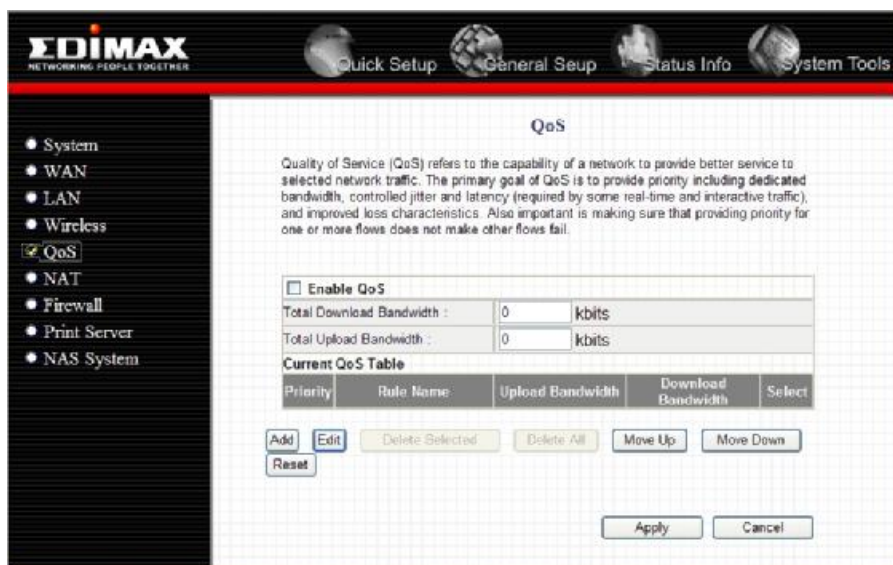 EDIMAX
NETWORKING PEOPLE TOGETHER
Quick Setup
General Seup
Status Info
System Tools
System
WAN
LAN
Wireless
QoS
NAT
Firewall
Print Server
NAS System
QoS
Quality of Service (QoS) refers to the capability of a network to provide better service to
selected network traffic. The primary goal of QoS is to provide priority including dedicated
bandwidth, controlled jitter and latency (required by some real-time and interactive traffic),
and improved loss characteristics. Also important is making sure that providing priority for
one or more flows does not make other flows fail.
Enable QoS
Total Download Bandwidth : 0 kbits
Total Upload Bandwidth : 0 kbits
Current QoS Table
Priority Rule Name Upload Bandwidth Download Bandwidth Select
Add Edit Delete Selected Delete All Move Up Move Down
Reset
Apply Cancel